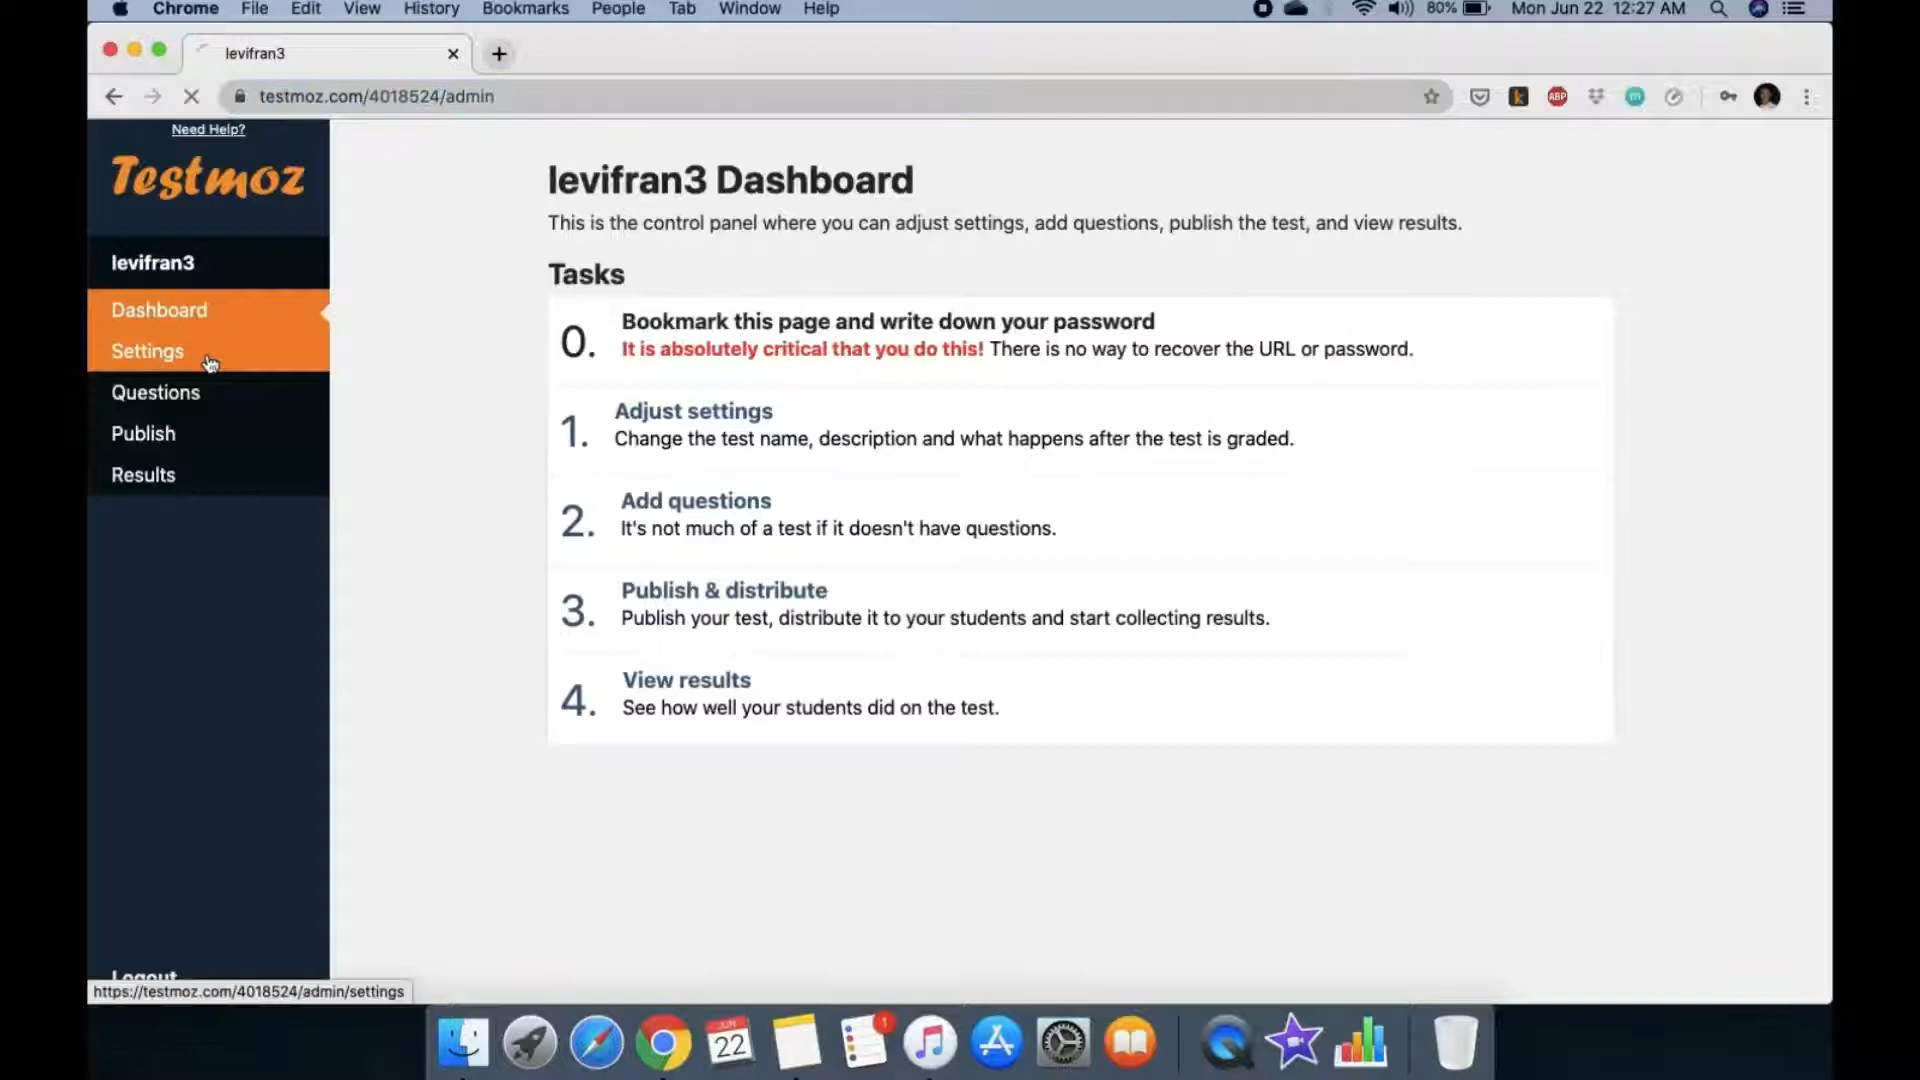 Chrome File Edit View History Bookmarks People Tab Window Help 80% Mon Jun 22 12:27 AM
levifran3
testmoz.com/4018524/admin
ABP
Need Help?
Testmoz
levifran3
Dashboard
Settings
Questions
Publish
Results
Logout
https://testmoz.com/4018524/admin/settings
levifran3 Dashboard
This is the control panel where you can adjust settings, add questions, publish the test, and view results.
Tasks
0. Bookmark this page and write down your password
It is absolutely critical that you do this! There is no way to recover the URL or password.
1. Adjust settings
Change the test name, description and what happens after the test is graded.
2. Add questions
It's not much of a test if it doesn't have questions.
3. Publish & distribute
Publish your test, distribute it to your students and start collecting results.
4. View results
See how well your students did on the test.
JUN
22
1